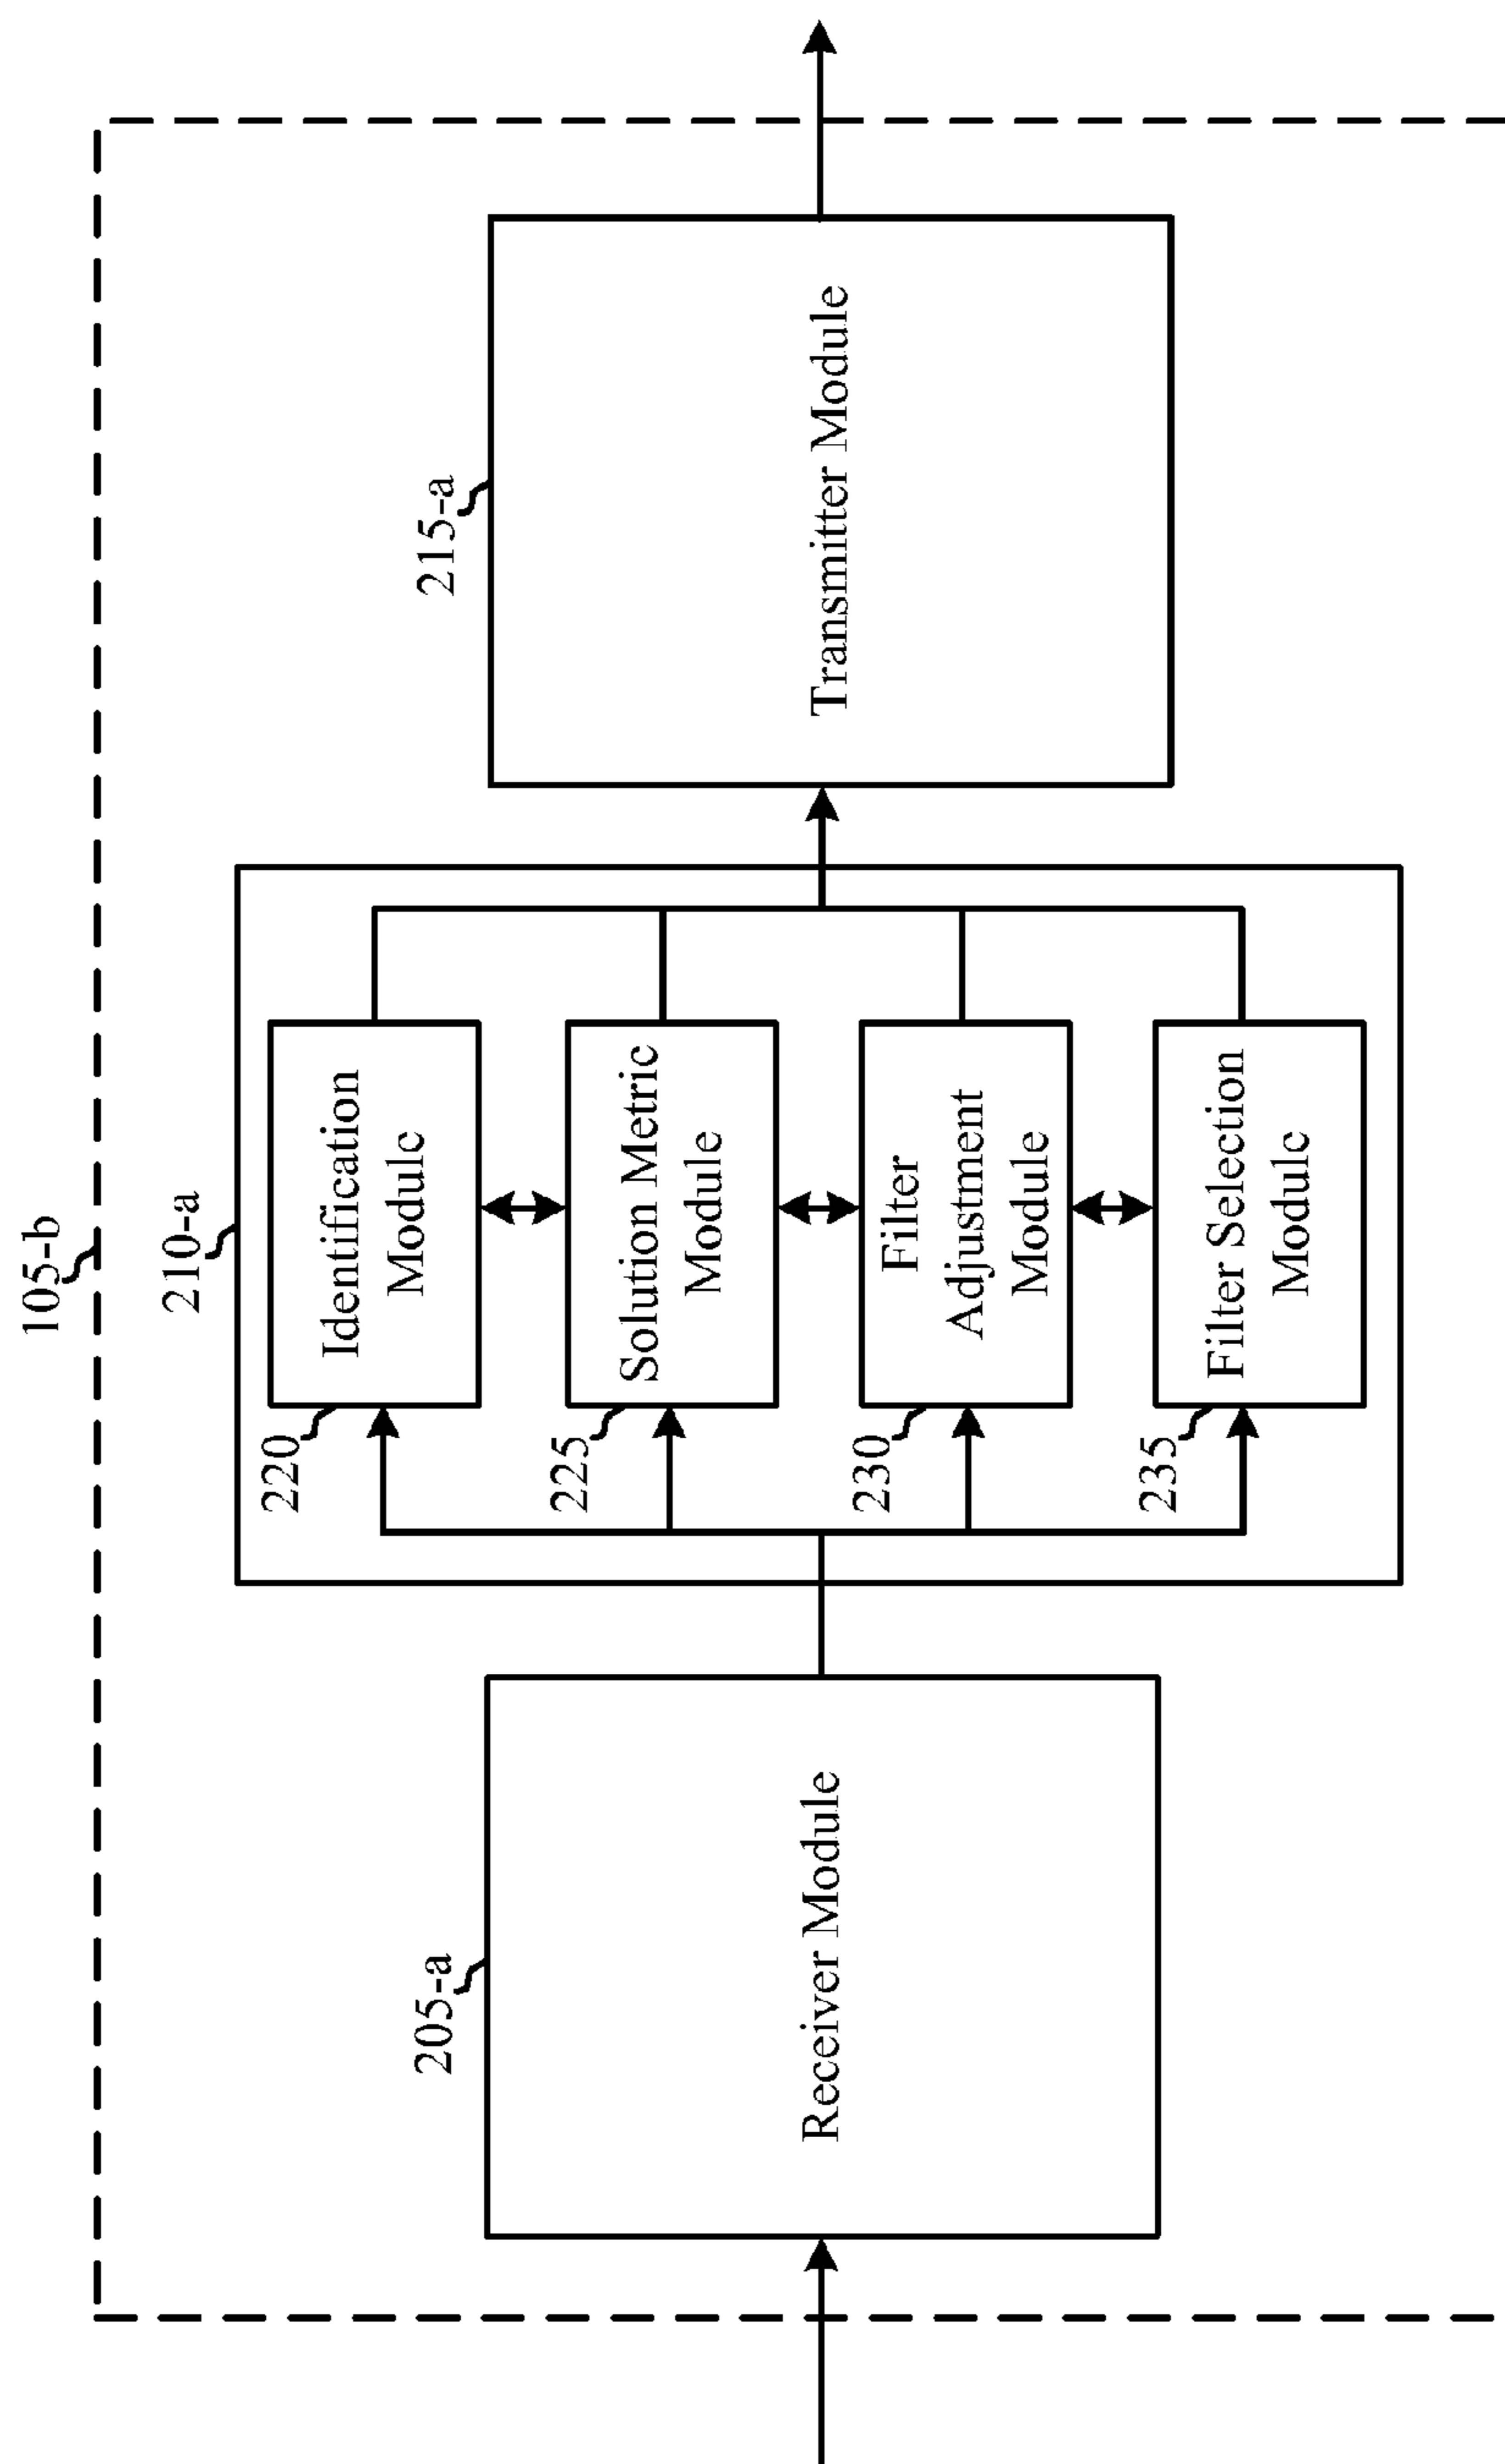 105-b
210-a
205-a
Receiver Module
220
Identification
Module
225
Solution Metric
Module
230
Filter
Adjustment
Module
235
Filter Selection
Module
215-a
Transmitter Module